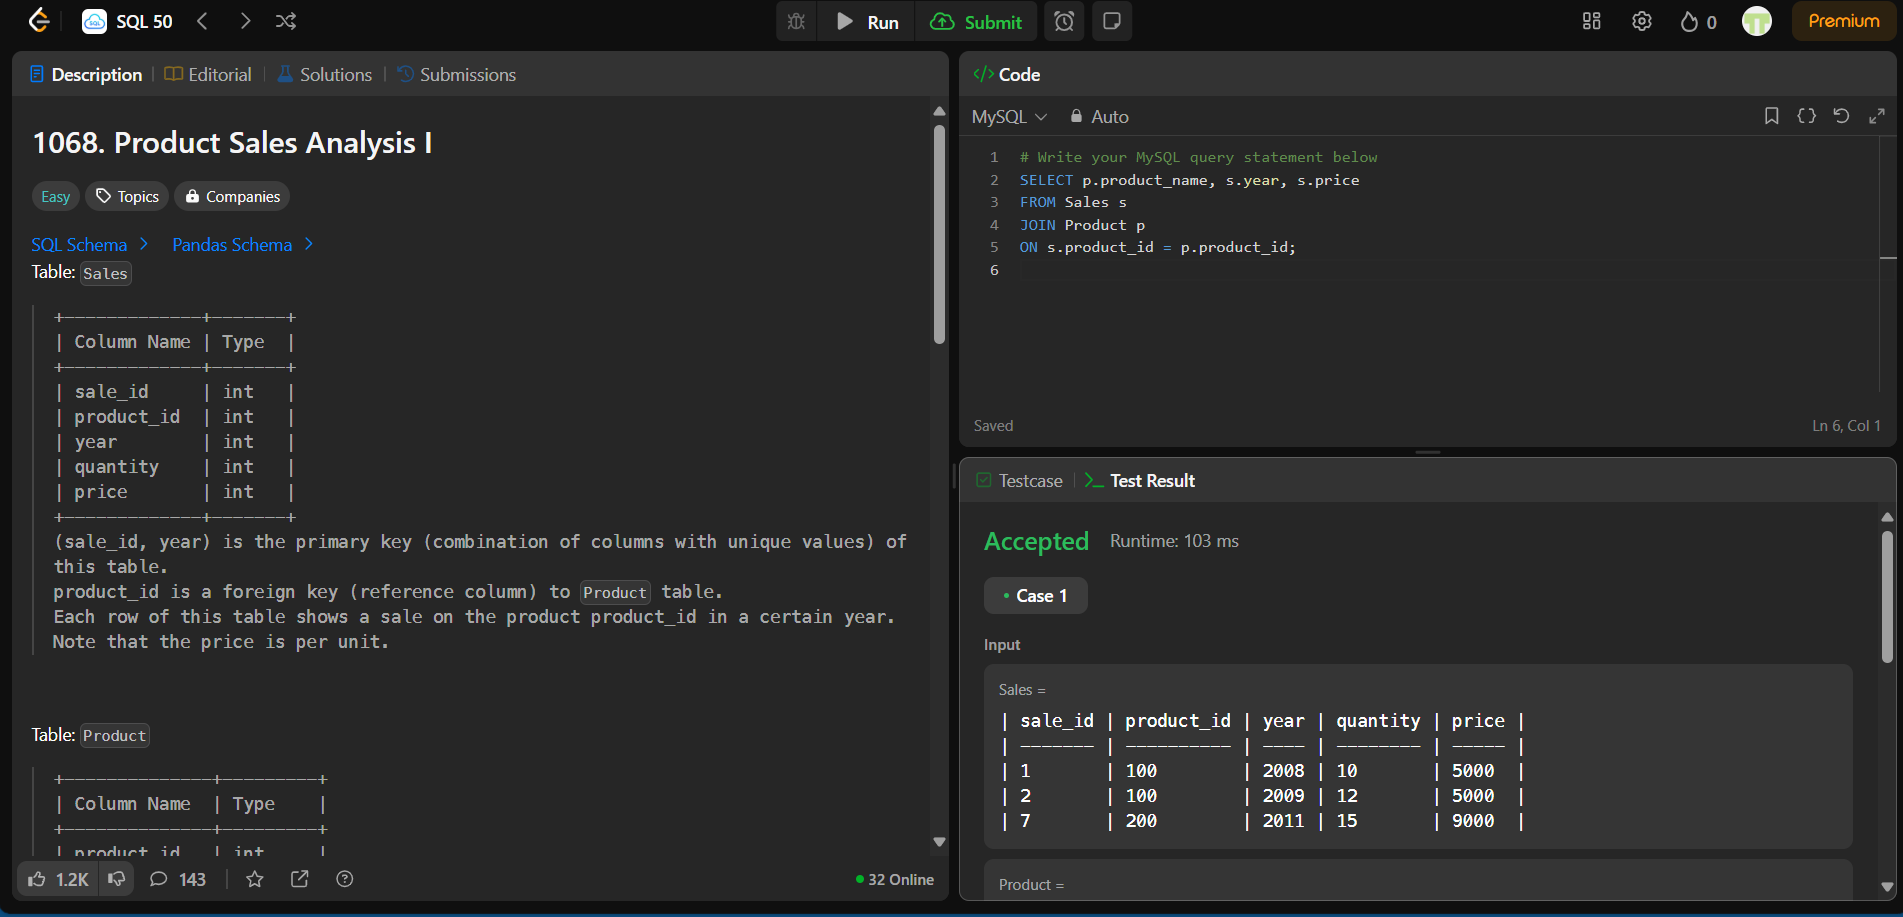 SQL 50
Run
Submit
0
Premium
Description | Editorial | Solutions | Submissions
1068. Product Sales Analysis I
Easy
Topics
Companies
SQL Schema >
Pandas Schema >
Table: Sales
+-------------+-------+
| Column Name | Type  |
+-------------+-------+
| sale_id     | int   |
| product_id  | int   |
| year        | int   |
| quantity    | int   |
| price       | int   |
+-------------+-------+
(sale_id, year) is the primary key (combination of columns with unique values) of
this table.
product_id is a foreign key (reference column) to Product table.
Each row of this table shows a sale on the product product_id in a certain year.
Note that the price is per unit.
Table: Product
+--------------+---------+
| Column Name  | Type    |
+--------------+---------+
| product_id   | int     |
1.2K
143
32 Online
</> Code
MySQL
Auto
1 # Write your MySQL query statement below
2 SELECT p.product_name, s.year, s.price
3 FROM Sales s
4 JOIN Product p
5 ON s.product_id = p.product_id;
6
Saved
Ln 6, Col 1
Testcase | >_ Test Result
Accepted
Runtime: 103 ms
• Case 1
Input
Sales =
| sale_id | product_id | year | quantity | price |
| ------- | ---------- | ---- | -------- | ----- |
| 1       | 100        | 2008 | 10       | 5000  |
| 2       | 100        | 2009 | 12       | 5000  |
| 7       | 200        | 2011 | 15       | 9000  |
Product =